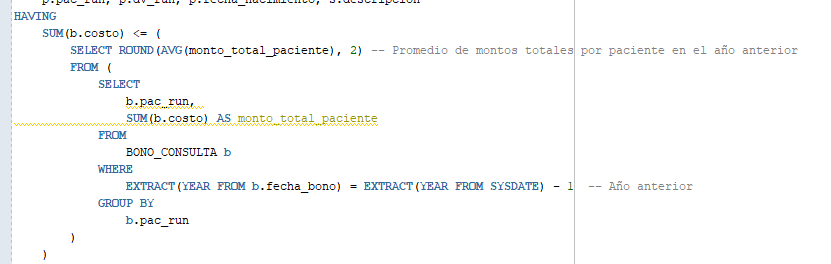 p.pac_run, p.dv_run, p.fecha_nacimiento, s.descripcion
HAVING
SUM(b.costo) <= (
SELECT ROUND(AVG(monto_total_paciente), 2) -- Promedio de montos totales por paciente en el año anterior
FROM (
SELECT
b.pac_run,
SUM(b.costo) AS monto_total_paciente
FROM
BONO_CONSULTA b
WHERE
EXTRACT(YEAR FROM b.fecha_bono) = EXTRACT(YEAR FROM SYSDATE) - 1  -- Año anterior
GROUP BY
b.pac_run
)
)